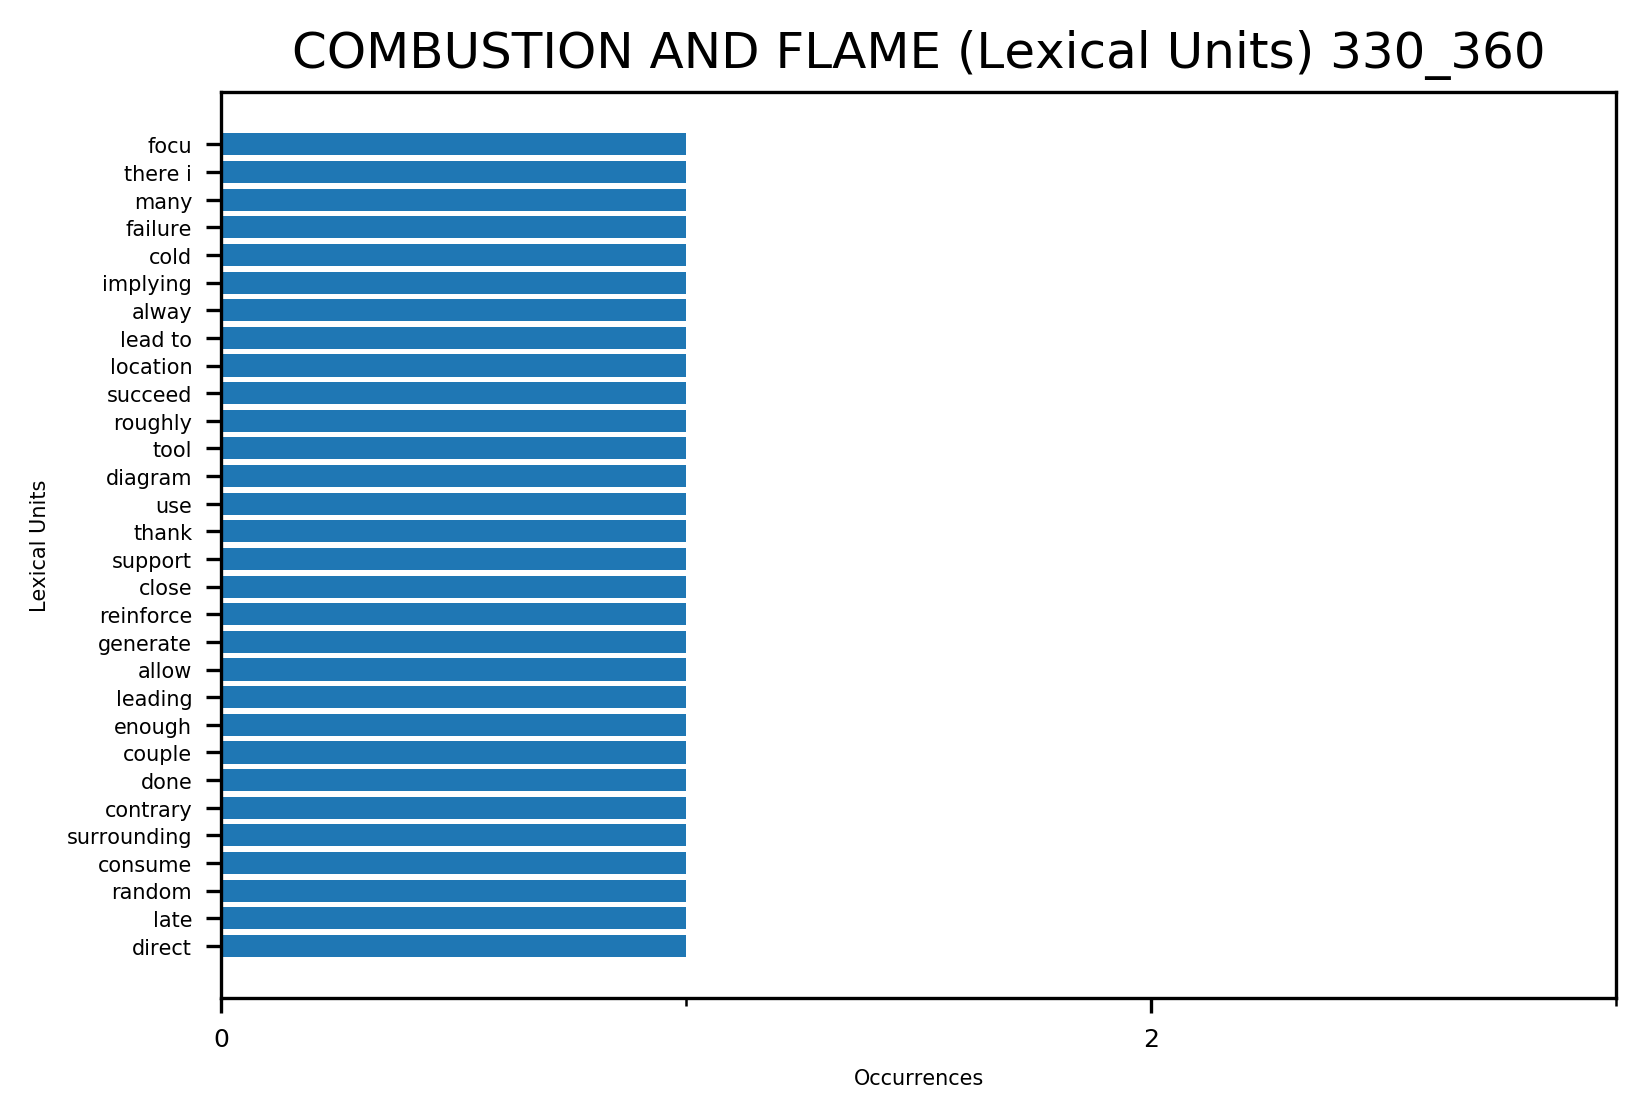 COMBUSTION AND FLAME (Lexical Units) 330_360
focu
there i
many
failure
cold
implying
alway
lead to
location
succeed
roughly
tool
diagram
use
thank
support
close
reinforce
generate
allow
leading
enough
couple
done
contrary
surrounding
consume
random
late
direct
Lexical Units
0 2
Occurrences